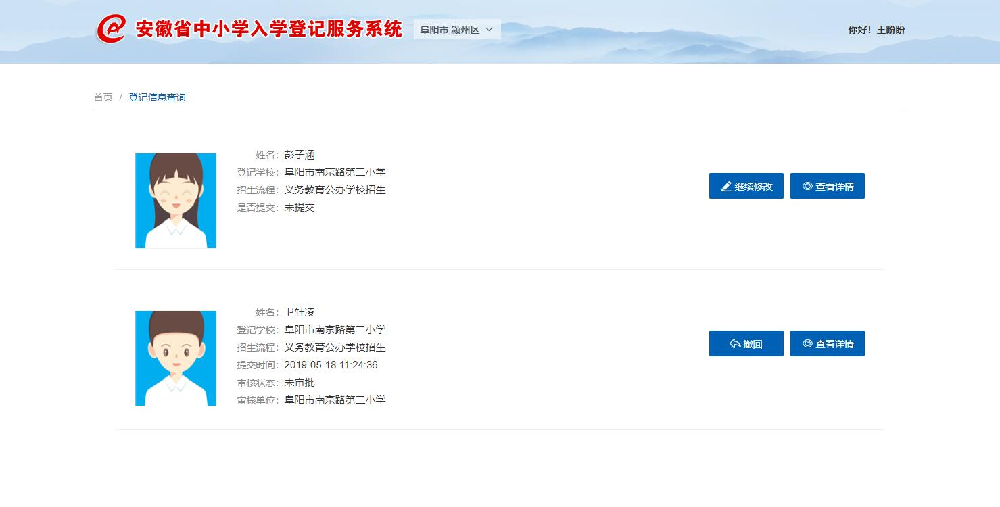 安徽省中小学入学登记服务系统 阜阳市 颍州区 你好！王盼盼
首页 / 登记信息查询
姓名：彭子涵
登记学校：阜阳市南京路第二小学
招生流程：义务教育公办学校招生
是否提交：未提交
继续修改 查看详情
姓名：卫轩凌
登记学校：阜阳市南京路第二小学
招生流程：义务教育公办学校招生
提交时间：2019-05-18 11:24:36
审核状态：未审批
审核单位：阜阳市南京路第二小学
撤回 查看详情